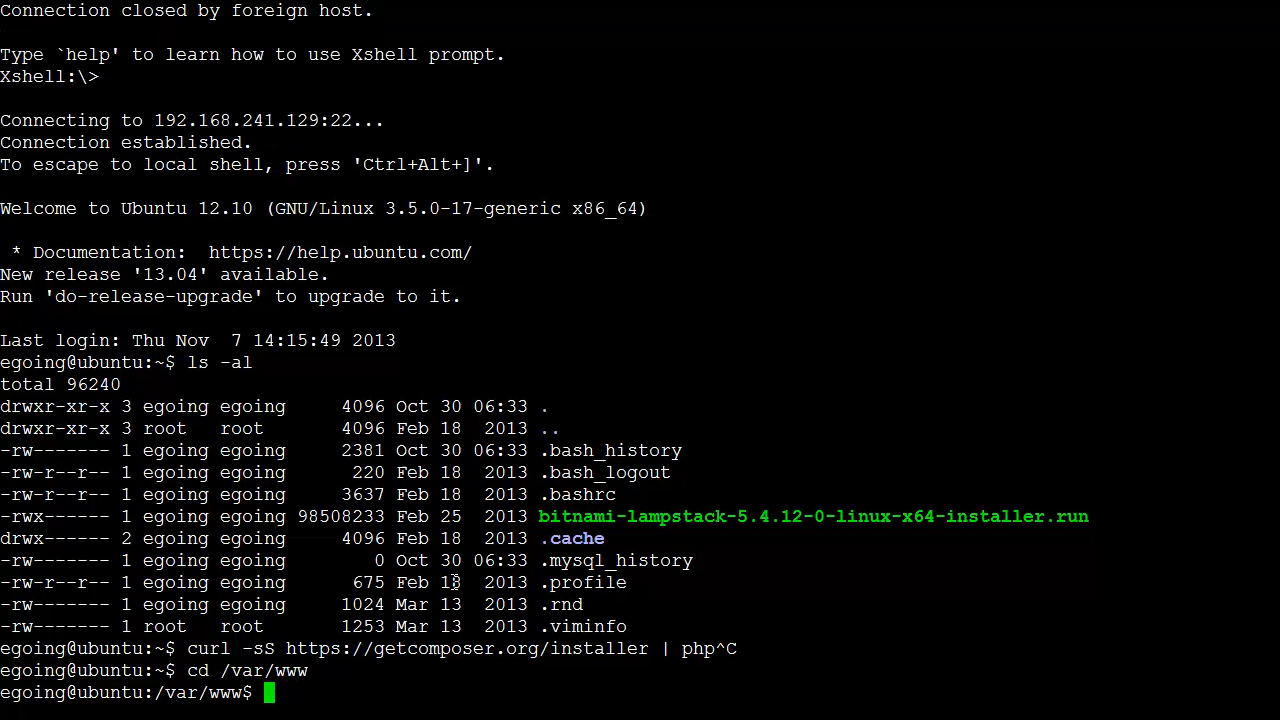 Connection closed by foreign host.
Type `help' to learn how to use Xshell prompt.
Xshell:\>
Connecting to 192.168.241.129:22...
Connection established.
To escape to local shell, press 'Ctrl+Alt+]'.
Welcome to Ubuntu 12.10 (GNU/Linux 3.5.0-17-generic x86_64)
 * Documentation:  https://help.ubuntu.com/
New release '13.04' available.
Run 'do-release-upgrade' to upgrade to it.
Last login: Thu Nov  7 14:15:49 2013
egoing@ubuntu:~$ ls -al
total 96240
drwxr-xr-x 3 egoing egoing     4096 Oct 30 06:33 .
drwxr-xr-x 3 root   root       4096 Feb 18  2013 ..
-rw------- 1 egoing egoing     2381 Oct 30 06:33 .bash_history
-rw-r--r-- 1 egoing egoing      220 Feb 18  2013 .bash_logout
-rw-r--r-- 1 egoing egoing     3637 Feb 18  2013 .bashrc
-rwx------ 1 egoing egoing 98508233 Feb 25  2013 bitnami-lampstack-5.4.12-0-linux-x64-installer.run
drwx------ 2 egoing egoing     4096 Feb 18  2013 .cache
-rw------- 1 egoing egoing        0 Oct 30 06:33 .mysql_history
-rw-r--r-- 1 egoing egoing      675 Feb 18  2013 .profile
-rw------- 1 egoing egoing     1024 Mar 13  2013 .rnd
-rw------- 1 root   root       1253 Mar 13  2013 .viminfo
egoing@ubuntu:~$ curl -sS https://getcomposer.org/installer | php^C
egoing@ubuntu:~$ cd /var/www
egoing@ubuntu:/var/www$